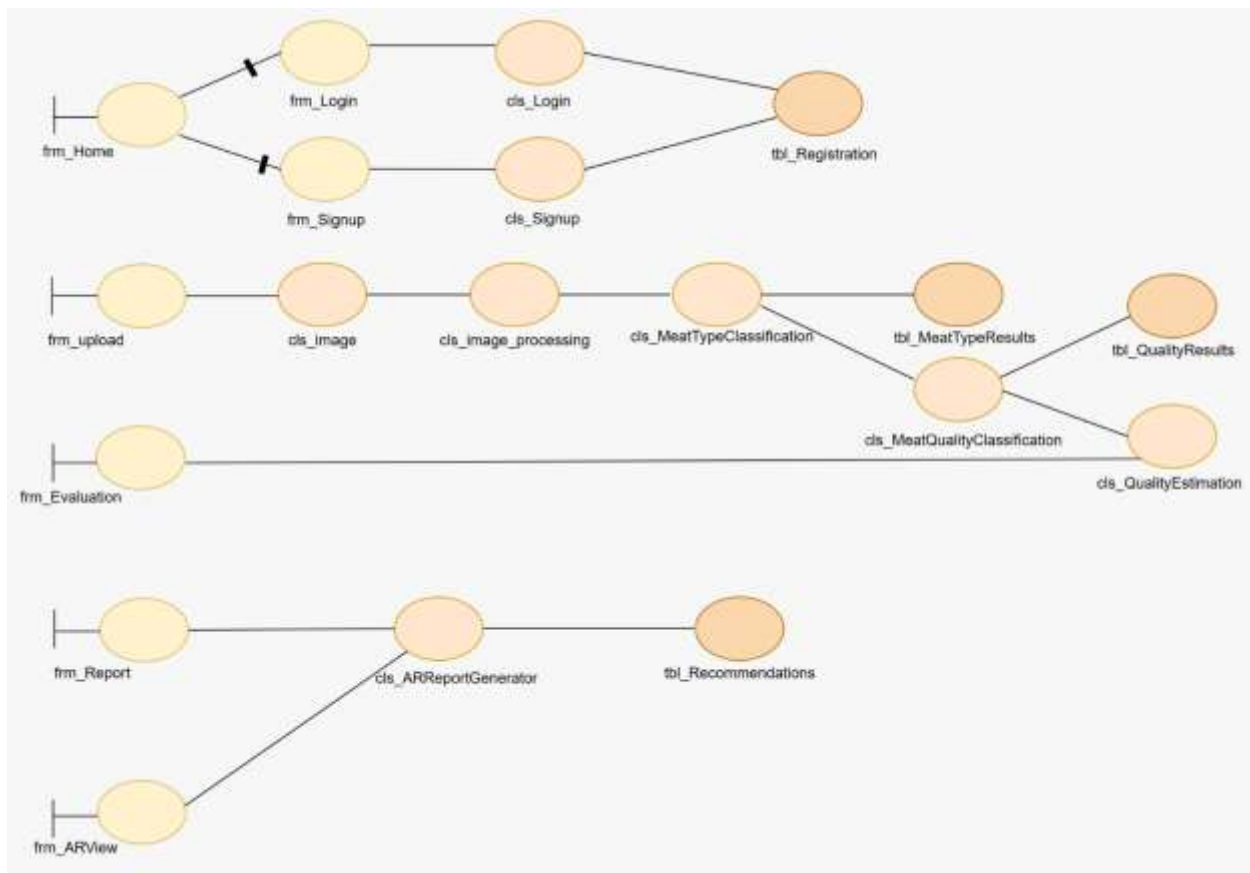 frm_Login
cls_Login
frm_Home
tbl_Registration
frm_Signup
cls_Signup
frm_upload
cls_image
cls_image_processing
cls_MeatTypeClassification
tbl_MeatTypeResults
tbl_QualityResults
cls_MeatQualityClassification
frm_Evaluation
cls_QualityEstimation
frm_Report
cls_ARReportGenerator
tbl_Recommendations
frm_ARView